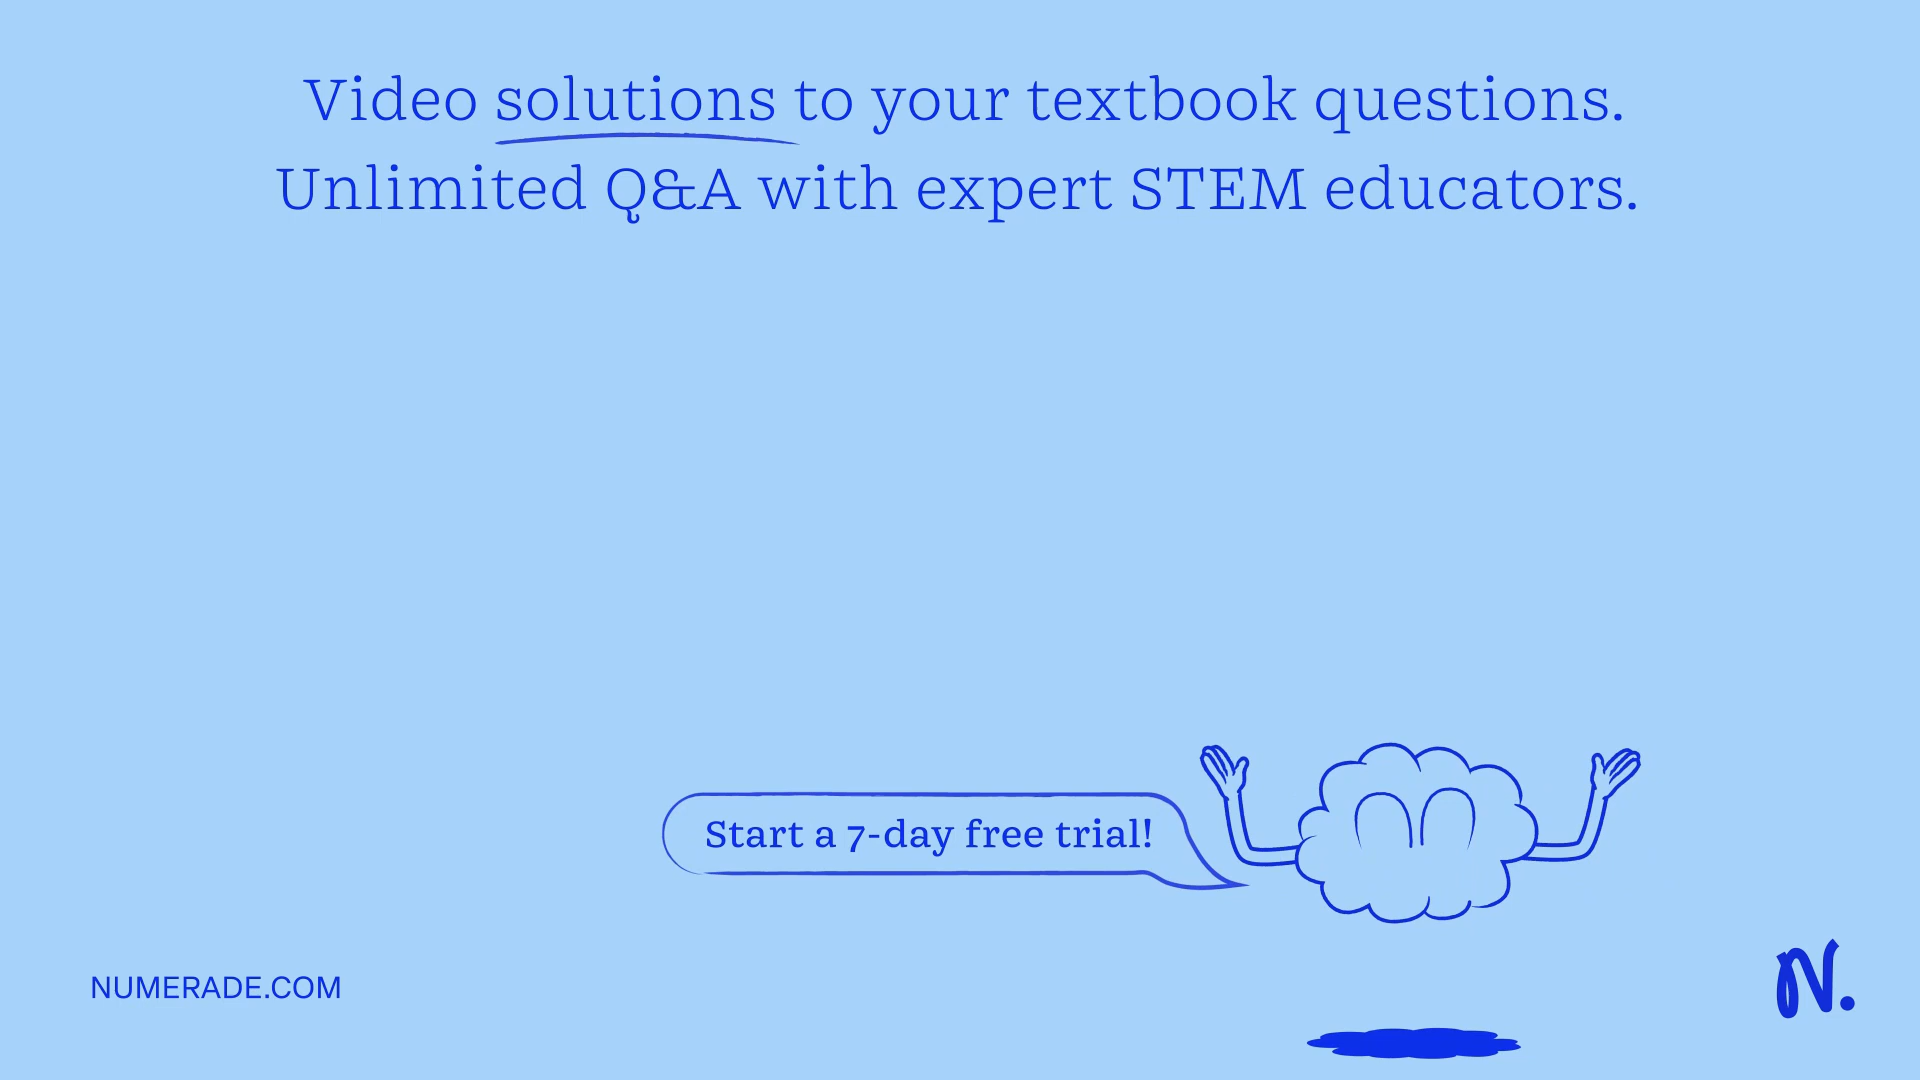 Video solutions to your textbook questions.
Unlimited Q&A with expert STEM educators.
Start a 7-day free trial!
NUMERADE.COM
N.